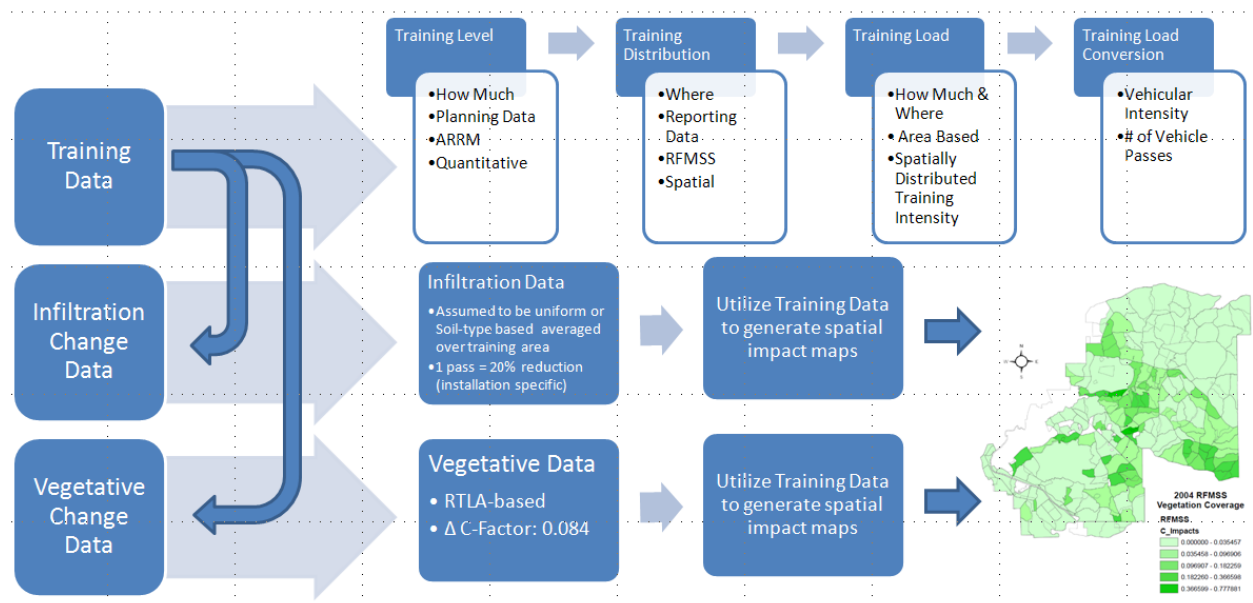 Training Level
Training
Distribution
Training Load
Training Load
Conversion
•How Much
•Planning Data
•ARRM
•Quantitative
•Where
•Reporting
Data
•RFMSS
•Spatial
•How Much &
Where
• Area Based
•Spatially
Distributed
Training
Intensity
•Vehicular
Intensity
•# of Vehicle
Passes
Training
Data
Infiltration
Change
Data
Infiltration Data
•Assumed to be uniform or
Soil-type based averaged
over training area
•1 pass = 20% reduction
(installation specific)
Utilize Training Data
to generate spatial
impact maps
N
E
S
Vegetative
Change
Data
Vegetative Data
• RTLA-based
• Δ C-Factor: 0.084
Utilize Training Data
to generate spatial
impact maps
2004 RFMSS
Vegetation Coverage
RFMSS
C_Impacts
0.000000 - 0.035457
0.035458 - 0.096906
0.096907 - 0.182259
0.182260 - 0.366598
0.366599 - 0.777881